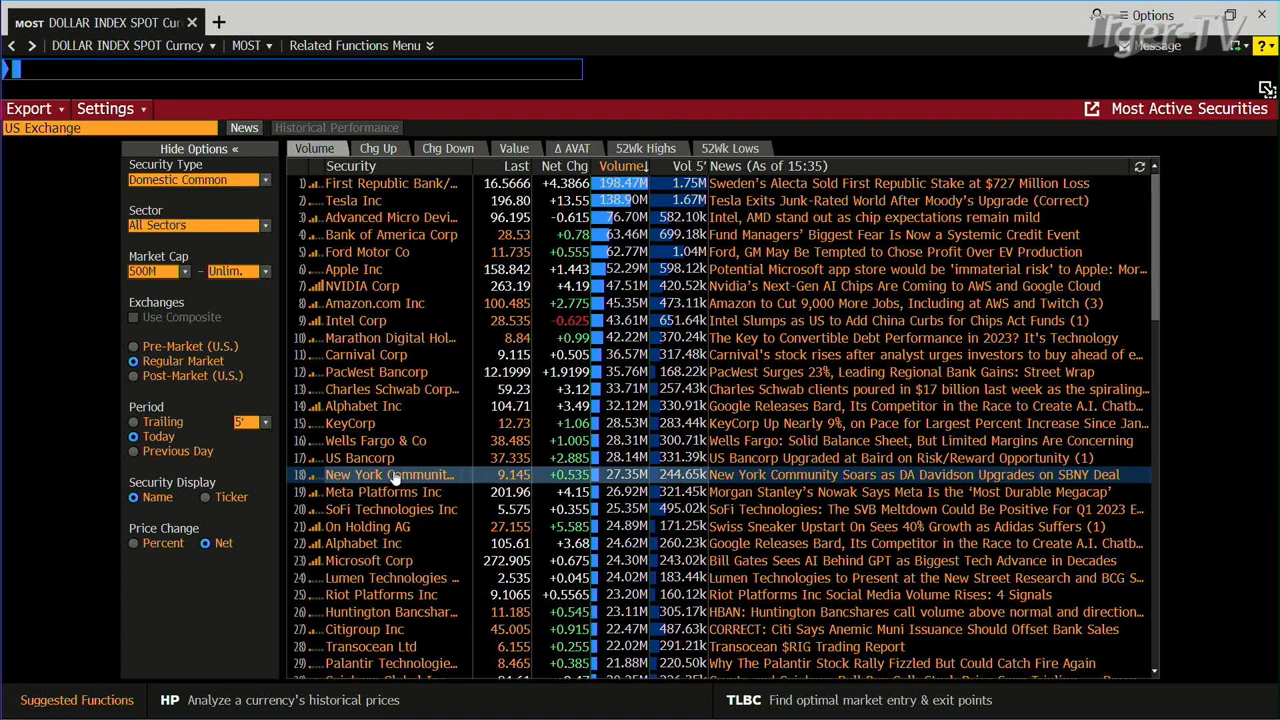 MOST DOLLAR INDEX SPOT Cur
Options
Tiger-TV
DOLLAR INDEX SPOT Curncy MOST Related Functions Menu Message ?
Export Settings Most Active Securities
US Exchange News Historical Performance
Hide Options «
Security Type
Domestic Common
Sector
All Sectors
Market Cap
500M – Unlim.
Exchanges
Use Composite
Pre-Market (U.S.)
Regular Market
Post-Market (U.S.)
Period
Trailing 5'
Today
Previous Day
Security Display
Name Ticker
Price Change
Percent Net
Volume Chg Up Chg Down Value Δ AVAT 52Wk Highs 52Wk Lows
Security Last Net Chg Volume↓ Vol 5' News (As of 15:35)
1) First Republic Bank/... 16.5666 +4.3866 198.47M 1.75M Sweden's Alecta Sold First Republic Stake at $727 Million Loss
2) Tesla Inc 196.80 +13.55 138.90M 1.67M Tesla Exits Junk-Rated World After Moody's Upgrade (Correct)
3) Advanced Micro Devi... 96.195 -0.615 76.70M 582.10k Intel, AMD stand out as chip expectations remain mild
4) Bank of America Corp 28.53 +0.78 63.46M 699.18k Fund Managers' Biggest Fear Is Now a Systemic Credit Event
5) Ford Motor Co 11.735 +0.555 62.77M 1.04M Ford, GM May Be Tempted to Chose Profit Over EV Production
6) Apple Inc 158.842 +1.443 52.29M 598.12k Potential Microsoft app store would be 'immaterial risk' to Apple: Mor...
7) NVIDIA Corp 263.19 +4.19 47.51M 420.52k Nvidia's Next-Gen AI Chips Are Coming to AWS and Google Cloud
8) Amazon.com Inc 100.485 +2.775 45.35M 473.11k Amazon to Cut 9,000 More Jobs, Including at AWS and Twitch (3)
9) Intel Corp 28.535 -0.625 43.61M 651.64k Intel Slumps as US to Add China Curbs for Chips Act Funds (1)
10) Marathon Digital Hol... 8.84 +0.99 42.22M 370.24k The Key to Convertible Debt Performance in 2023? It's Technology
11) Carnival Corp 9.115 +0.505 36.57M 317.48k Carnival's stock rises after analyst urges investors to buy ahead of e...
12) PacWest Bancorp 12.1999 +1.9199 35.76M 168.22k PacWest Surges 23%, Leading Regional Bank Gains: Street Wrap
13) Charles Schwab Corp... 59.23 +3.12 33.71M 257.43k Charles Schwab clients poured in $17 billion last week as the spiraling...
14) Alphabet Inc 104.71 +3.49 32.12M 330.91k Google Releases Bard, Its Competitor in the Race to Create A.I. Chatb...
15) KeyCorp 12.73 +1.06 28.53M 283.44k KeyCorp Up Nearly 9%, on Pace for Largest Percent Increase Since Jan...
16) Wells Fargo & Co 38.485 +1.005 28.31M 300.71k Wells Fargo: Solid Balance Sheet, But Limited Margins Are Concerning
17) US Bancorp 37.335 +2.885 28.14M 331.39k US Bancorp Upgraded at Baird on Risk/Reward Opportunity (1)
18) New York Communit... 9.145 +0.535 27.35M 244.65k New York Community Soars as DA Davidson Upgrades on SBNY Deal
19) Meta Platforms Inc 201.96 +4.15 26.92M 321.45k Morgan Stanley's Nowak Says Meta Is the 'Most Durable Megacap'
20) SoFi Technologies Inc 5.575 +0.355 25.35M 495.02k SoFi Technologies: The SVB Meltdown Could Be Positive For Q1 2023 E...
21) On Holding AG 27.155 +5.585 24.89M 171.25k Swiss Sneaker Upstart On Sees 40% Growth as Adidas Suffers (1)
22) Alphabet Inc 105.61 +3.68 24.62M 260.23k Google Releases Bard, Its Competitor in the Race to Create A.I. Chatb...
23) Microsoft Corp 272.905 +0.675 24.31M 283.10k Bill Gates Sees AI Behind GPT as Biggest Tech Advance in Decades
24) Lumen Technologies ... 2.535 +0.045 24.02M 183.44k Lumen Technologies to Present at the New Street Research and BCG S...
25) Riot Platforms Inc 9.1065 +0.5565 23.20M 160.12k Riot Platforms Inc Social Media Volume Rises: 4 Signals
26) Huntington Bancshar... 11.185 +0.545 23.11M 305.17k HBAN: Huntington Bancshares call volume above normal and direction...
27) Citigroup Inc 45.005 +0.915 22.47M 487.63k CORRECT: Citi Says Anemic Muni Issuance Should Offset Bank Sales
28) Transocean Ltd 6.155 +0.255 22.02M 291.21k Transocean $RIG Trading Report
29) Palantir Technologie... 8.465 +0.385 21.88M 220.50k Why The Palantir Stock Rally Fizzled But Could Catch Fire Again
Suggested Functions HP Analyze a currency's historical prices TLBC Find optimal market entry & exit points